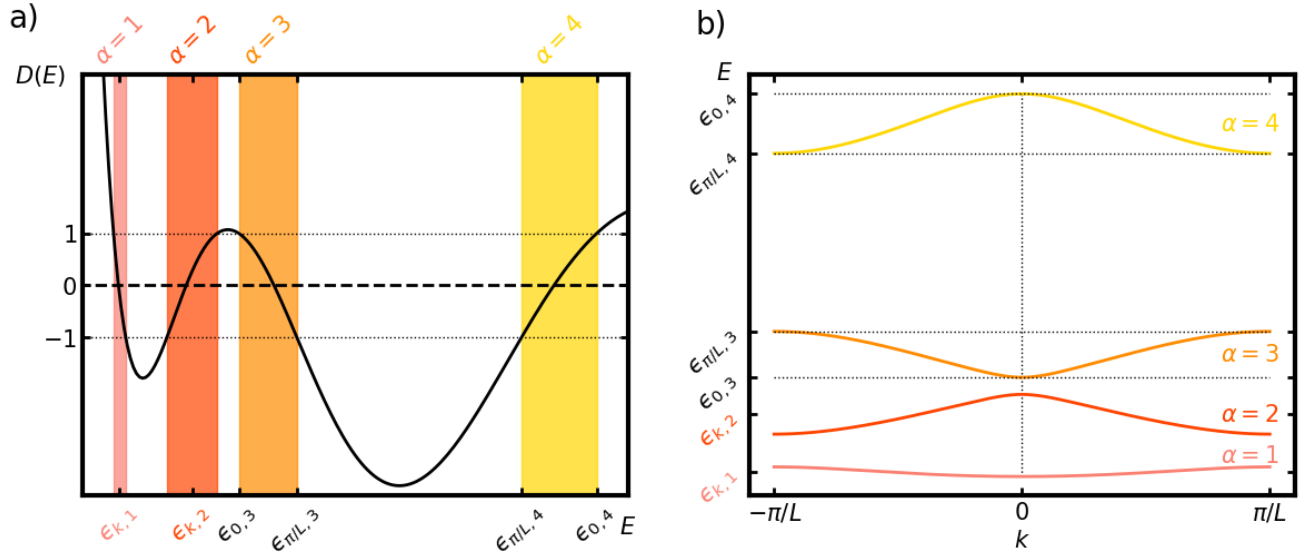 a)
α = 1
α = 2
α = 3
α = 4
D(E)
1
0
−1
ϵk, 1
ϵk, 2
ϵ0, 3
ϵπ/L, 3
ϵπ/L, 4
ϵ0, 4
E
b)
E
ϵ0, 4
ϵπ/L, 4
ϵπ/L, 3
ϵ0, 3
ϵk, 2
ϵk, 1
α = 4
α = 3
α = 2
α = 1
−π/L
0
π/L
k